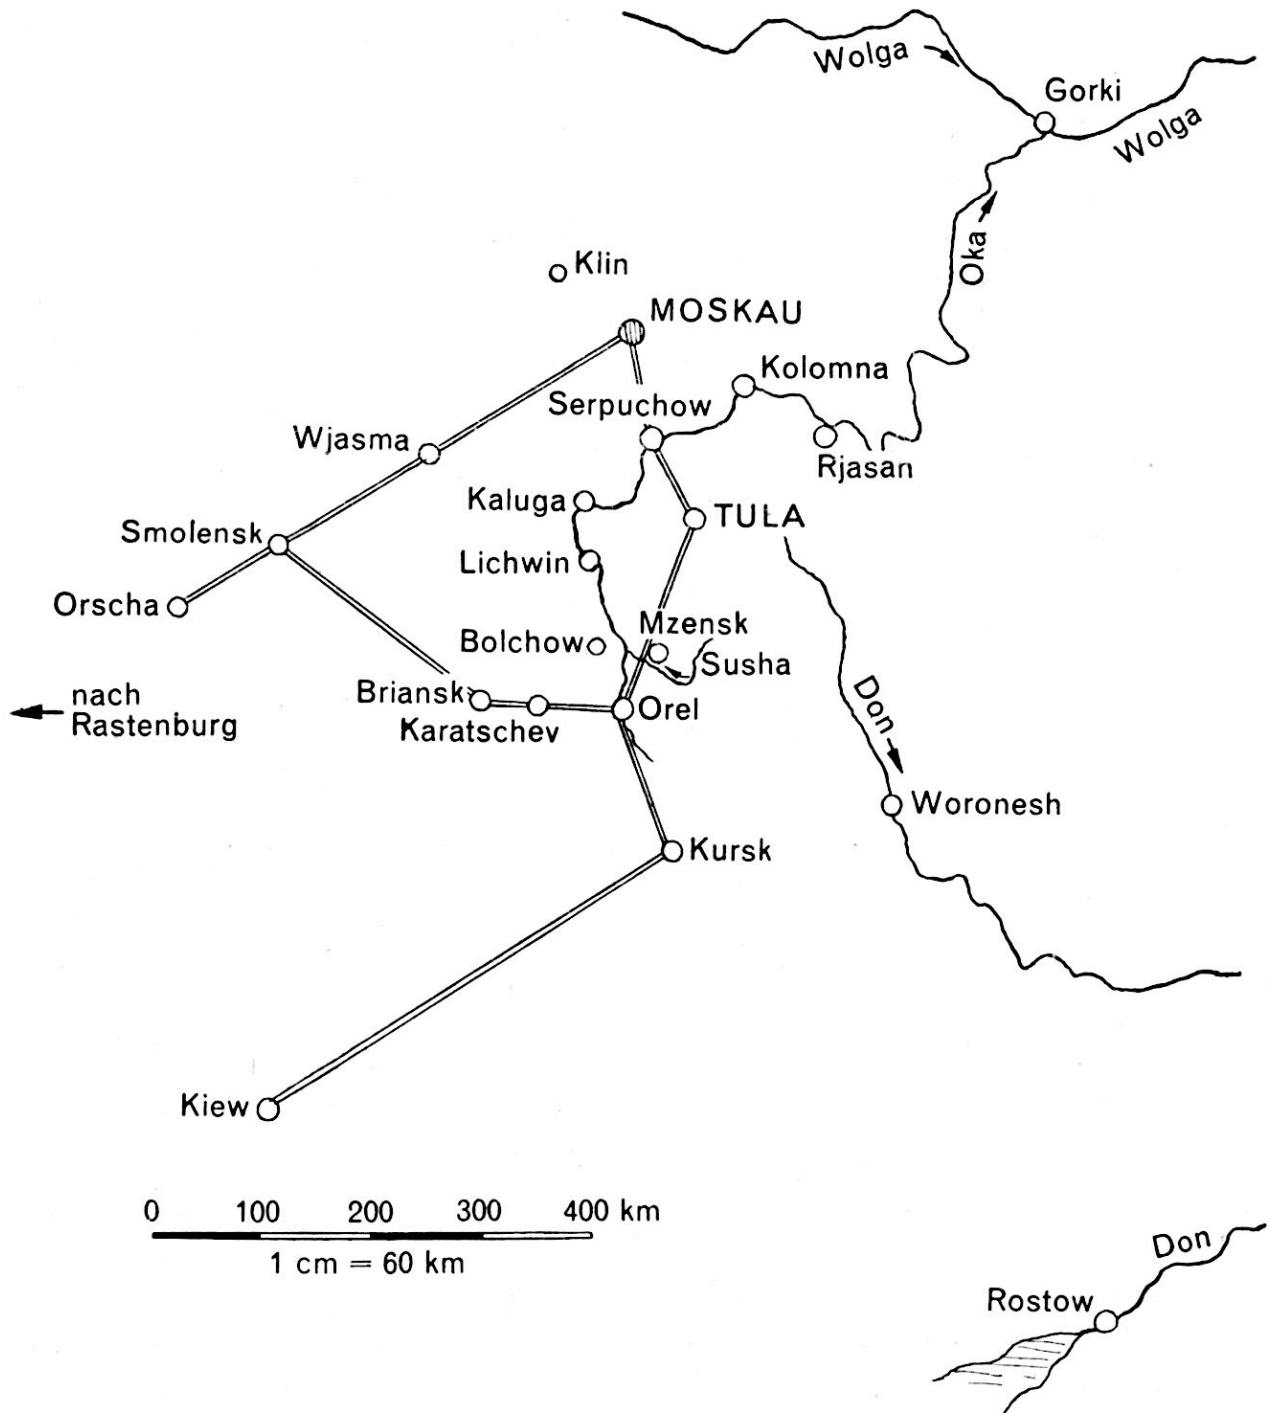 Wolga
Gorki
Wolga
Oka
Klin
MOSKAU
Kolomna
Serpuchow
Wjasma
Rjasan
Kaluga
TULA
Smolensk
Lichwin
Orscha
Mzensk
Bolchow
Susha
Briansk
nach
Rastenburg
Karatschev
Orel
Don
Woronesh
Kursk
Kiew
0 100 200 300 400 km
1 cm = 60 km
Don
Rostow